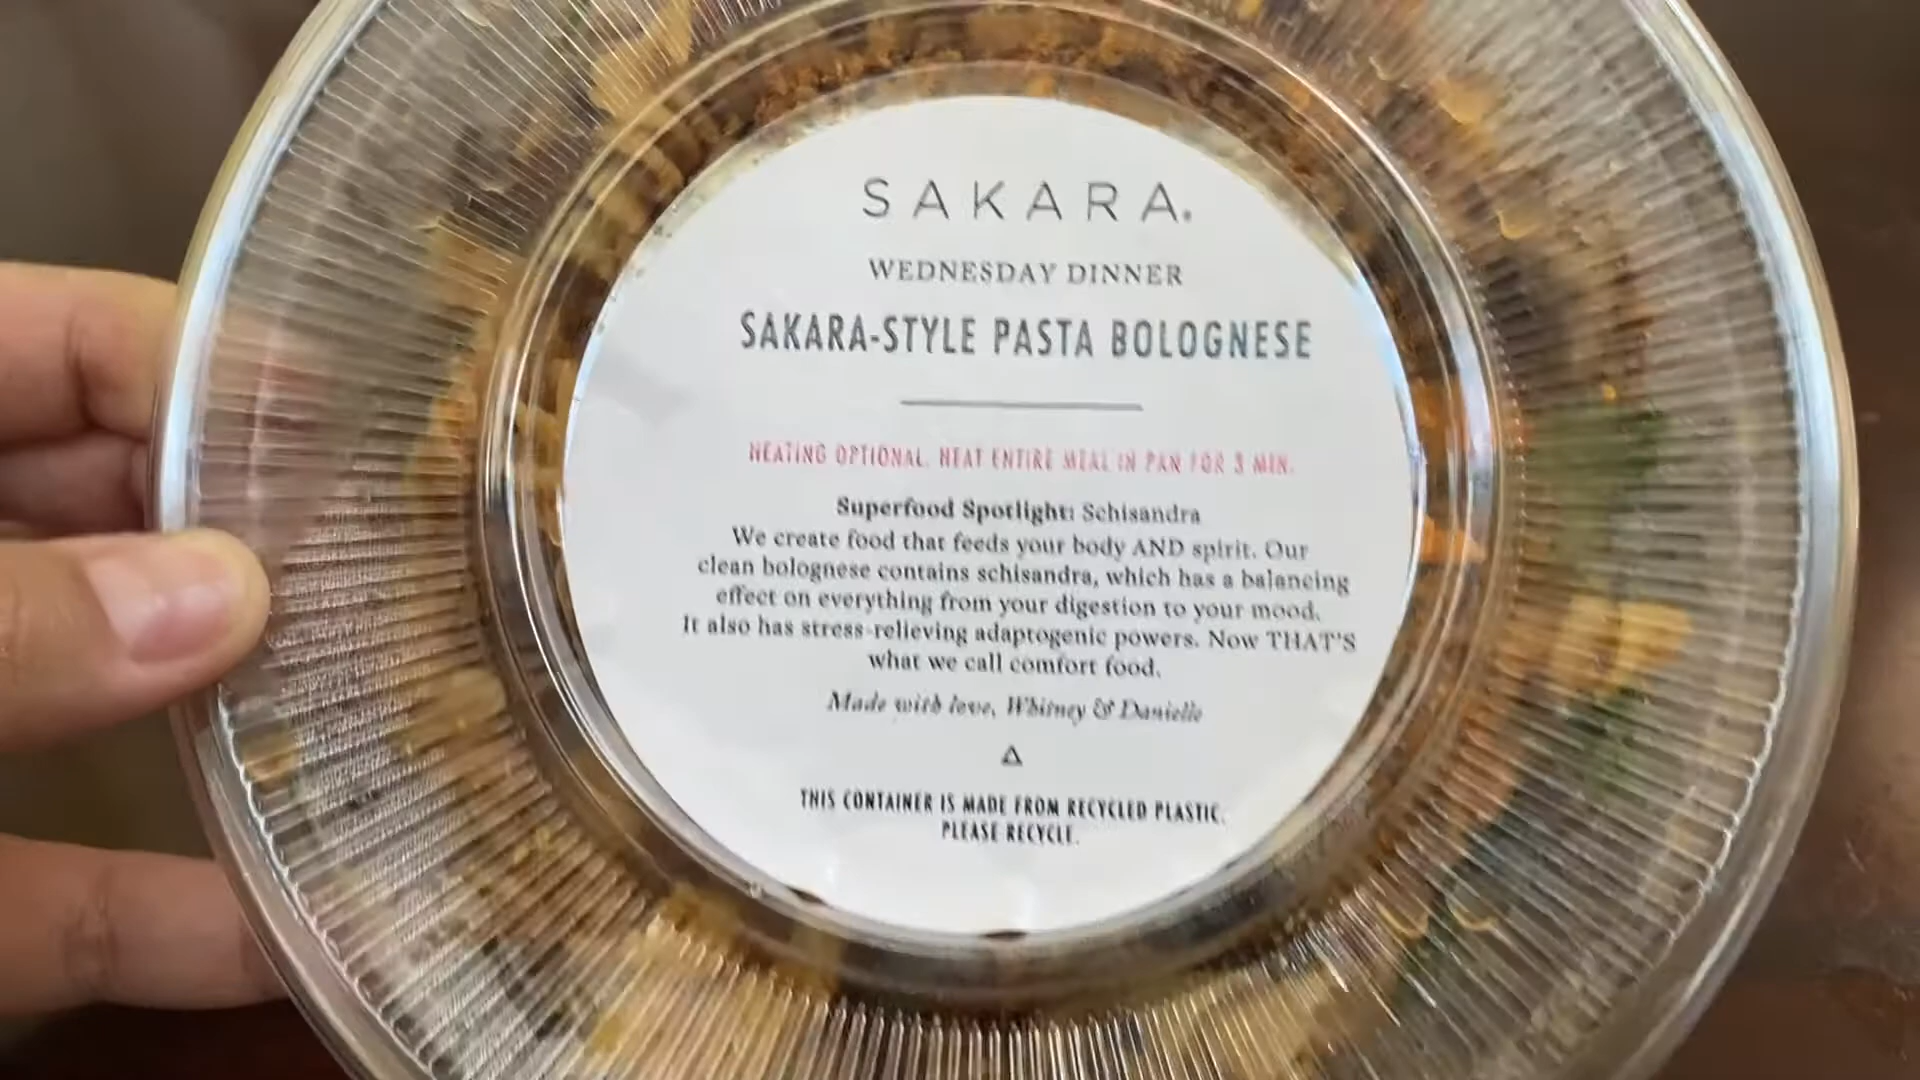 SAKARA®
WEDNESDAY DINNER
SAKARA-STYLE PASTA BOLOGNESE
HEATING OPTIONAL. HEAT ENTIRE MEAL IN PAN FOR 3 MIN.
Superfood Spotlight: Schisandra
We create food that feeds your body AND spirit. Our
clean bolognese contains schisandra, which has a balancing
effect on everything from your digestion to your mood.
It also has stress-relieving adaptogenic powers. Now THAT'S
what we call comfort food.
Made with love, Whitney & Danielle
THIS CONTAINER IS MADE FROM RECYCLED PLASTIC.
PLEASE RECYCLE.